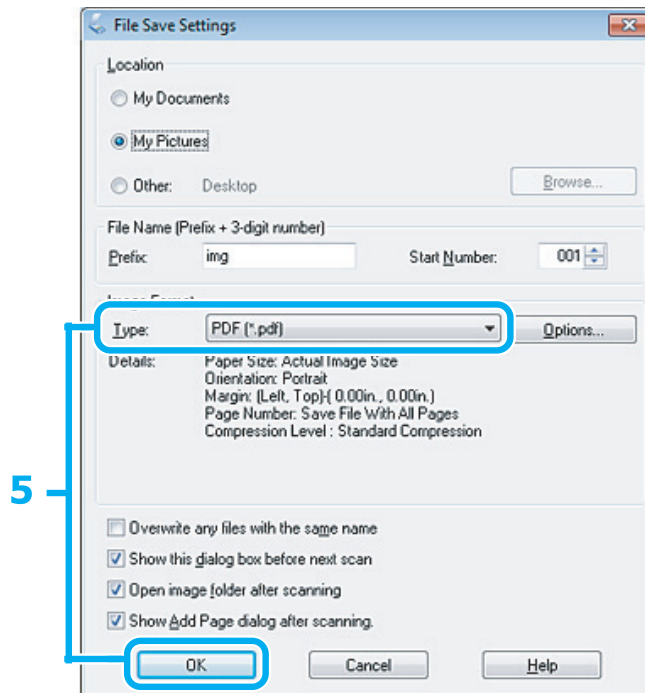 File Save Settings
Location
My Documents
My Pictures
Other: Desktop Browse...
File Name (Prefix + 3-digit number)
Prefix: img Start Number: 001
Image Format
Type: PDF (*.pdf) Options...
Details: Paper Size: Actual Image Size
Orientation: Portrait
Margin: (Left, Top)-( 0.00in., 0.00in.)
Page Number: Save File With All Pages
Compression Level : Standard Compression
5
Overwrite any files with the same name
Show this dialog box before next scan
Open image folder after scanning
Show Add Page dialog after scanning.
OK Cancel Help